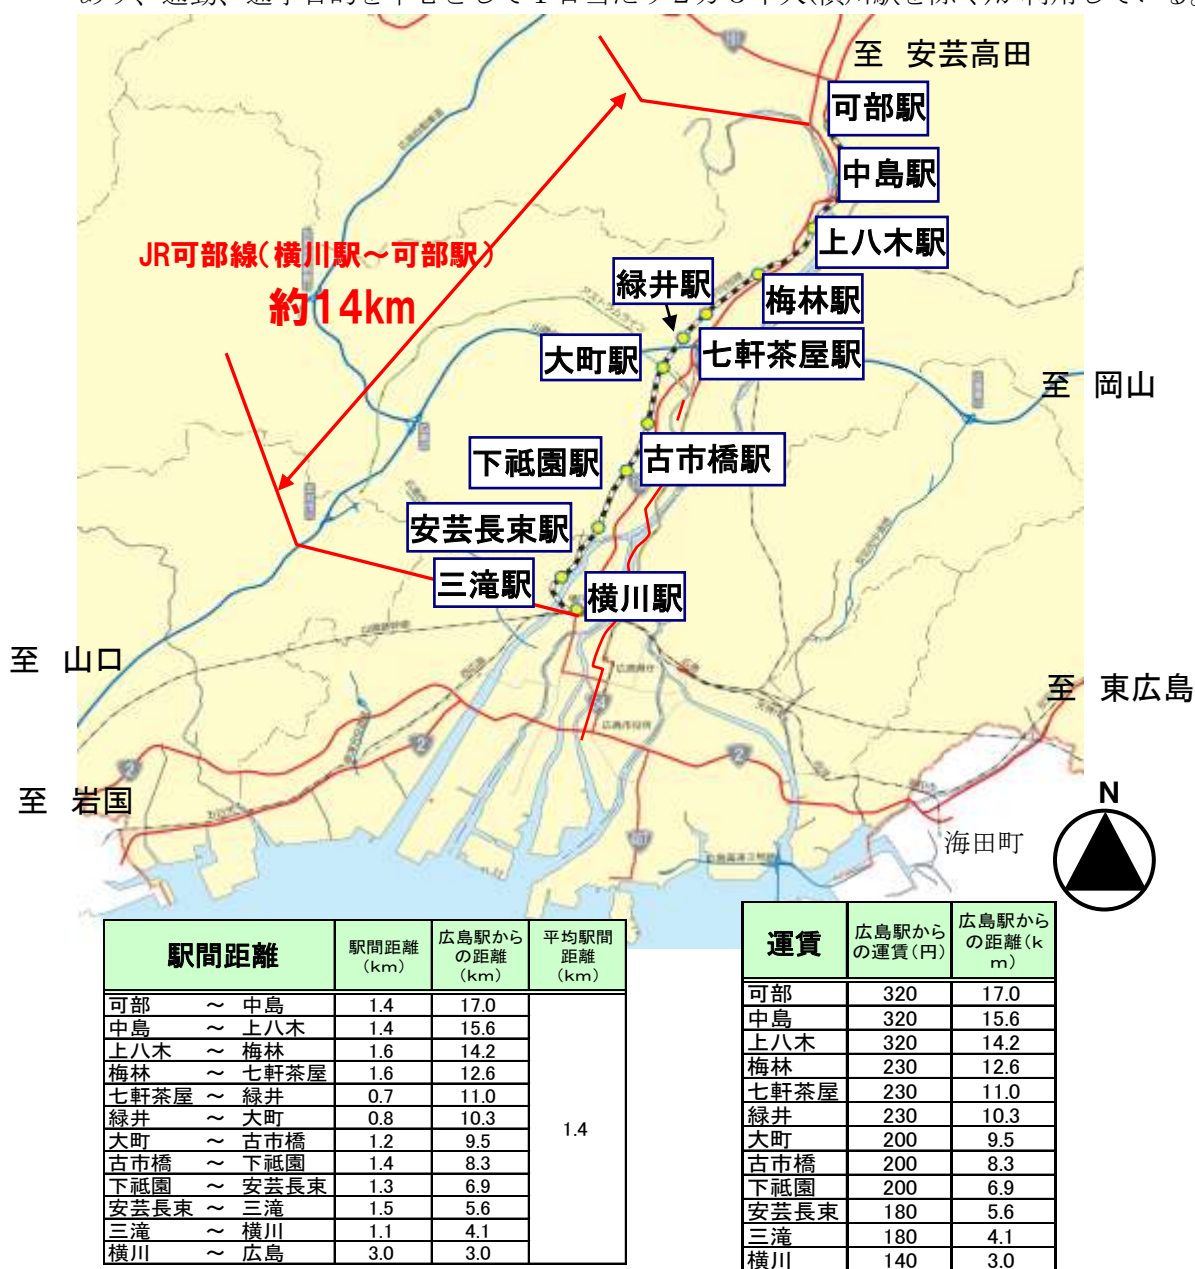 至 安芸高田
可部駅
中島駅
上八木駅
JR可部線(横川駅～可部駅)
約14km
緑井駅
梅林駅
大町駅
七軒茶屋駅
至 岡山
下祗園駅
古市橋駅
安芸長束駅
三滝駅
横川駅
至 山口
至 東広島
至 岩国
2
2
2
N
海田町
駅間距離
駅間距離(km)
広島駅からの距離(km)
平均駅間距離(km)
可部 ～ 中島 1.4 17.0
中島 ～ 上八木 1.4 15.6
上八木 ～ 梅林 1.6 14.2
梅林 ～ 七軒茶屋 1.6 12.6
七軒茶屋 ～ 緑井 0.7 11.0
緑井 ～ 大町 0.8 10.3
大町 ～ 古市橋 1.2 9.5
古市橋 ～ 下祗園 1.4 8.3
下祗園 ～ 安芸長束 1.3 6.9
安芸長束 ～ 三滝 1.5 5.6
三滝 ～ 横川 1.1 4.1
横川 ～ 広島 3.0 3.0
1.4
運賃
広島駅からの運賃(円)
広島駅からの距離(km)
可部 320 17.0
中島 320 15.6
上八木 320 14.2
梅林 230 12.6
七軒茶屋 230 11.0
緑井 230 10.3
大町 200 9.5
古市橋 200 8.3
下祗園 200 6.9
安芸長束 180 5.6
三滝 180 4.1
横川 140 3.0